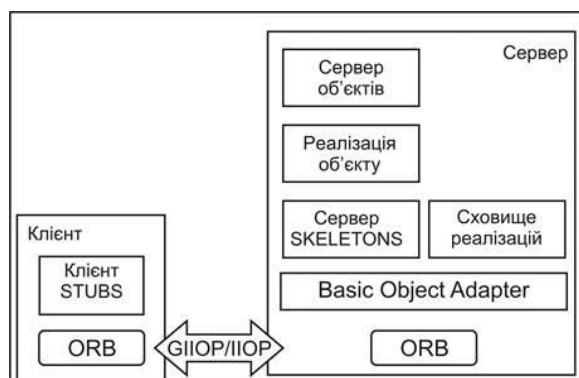 Сервер
Сервер
об’єктів
Реалізація
об’єкту
Сервер
SKELETONS
Сховище
реалізацій
Basic Object Adapter
ORB
Клієнт
Клієнт
STUBS
ORB
GIIOP/IIOP